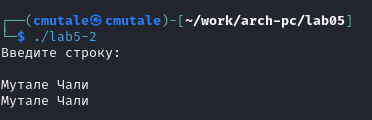 ┌──(cmutale㉿cmutale)-[~/work/arch-pc/lab05]
└─$ ./lab5-2
Введите строку:
Мутале Чали
Мутале Чали